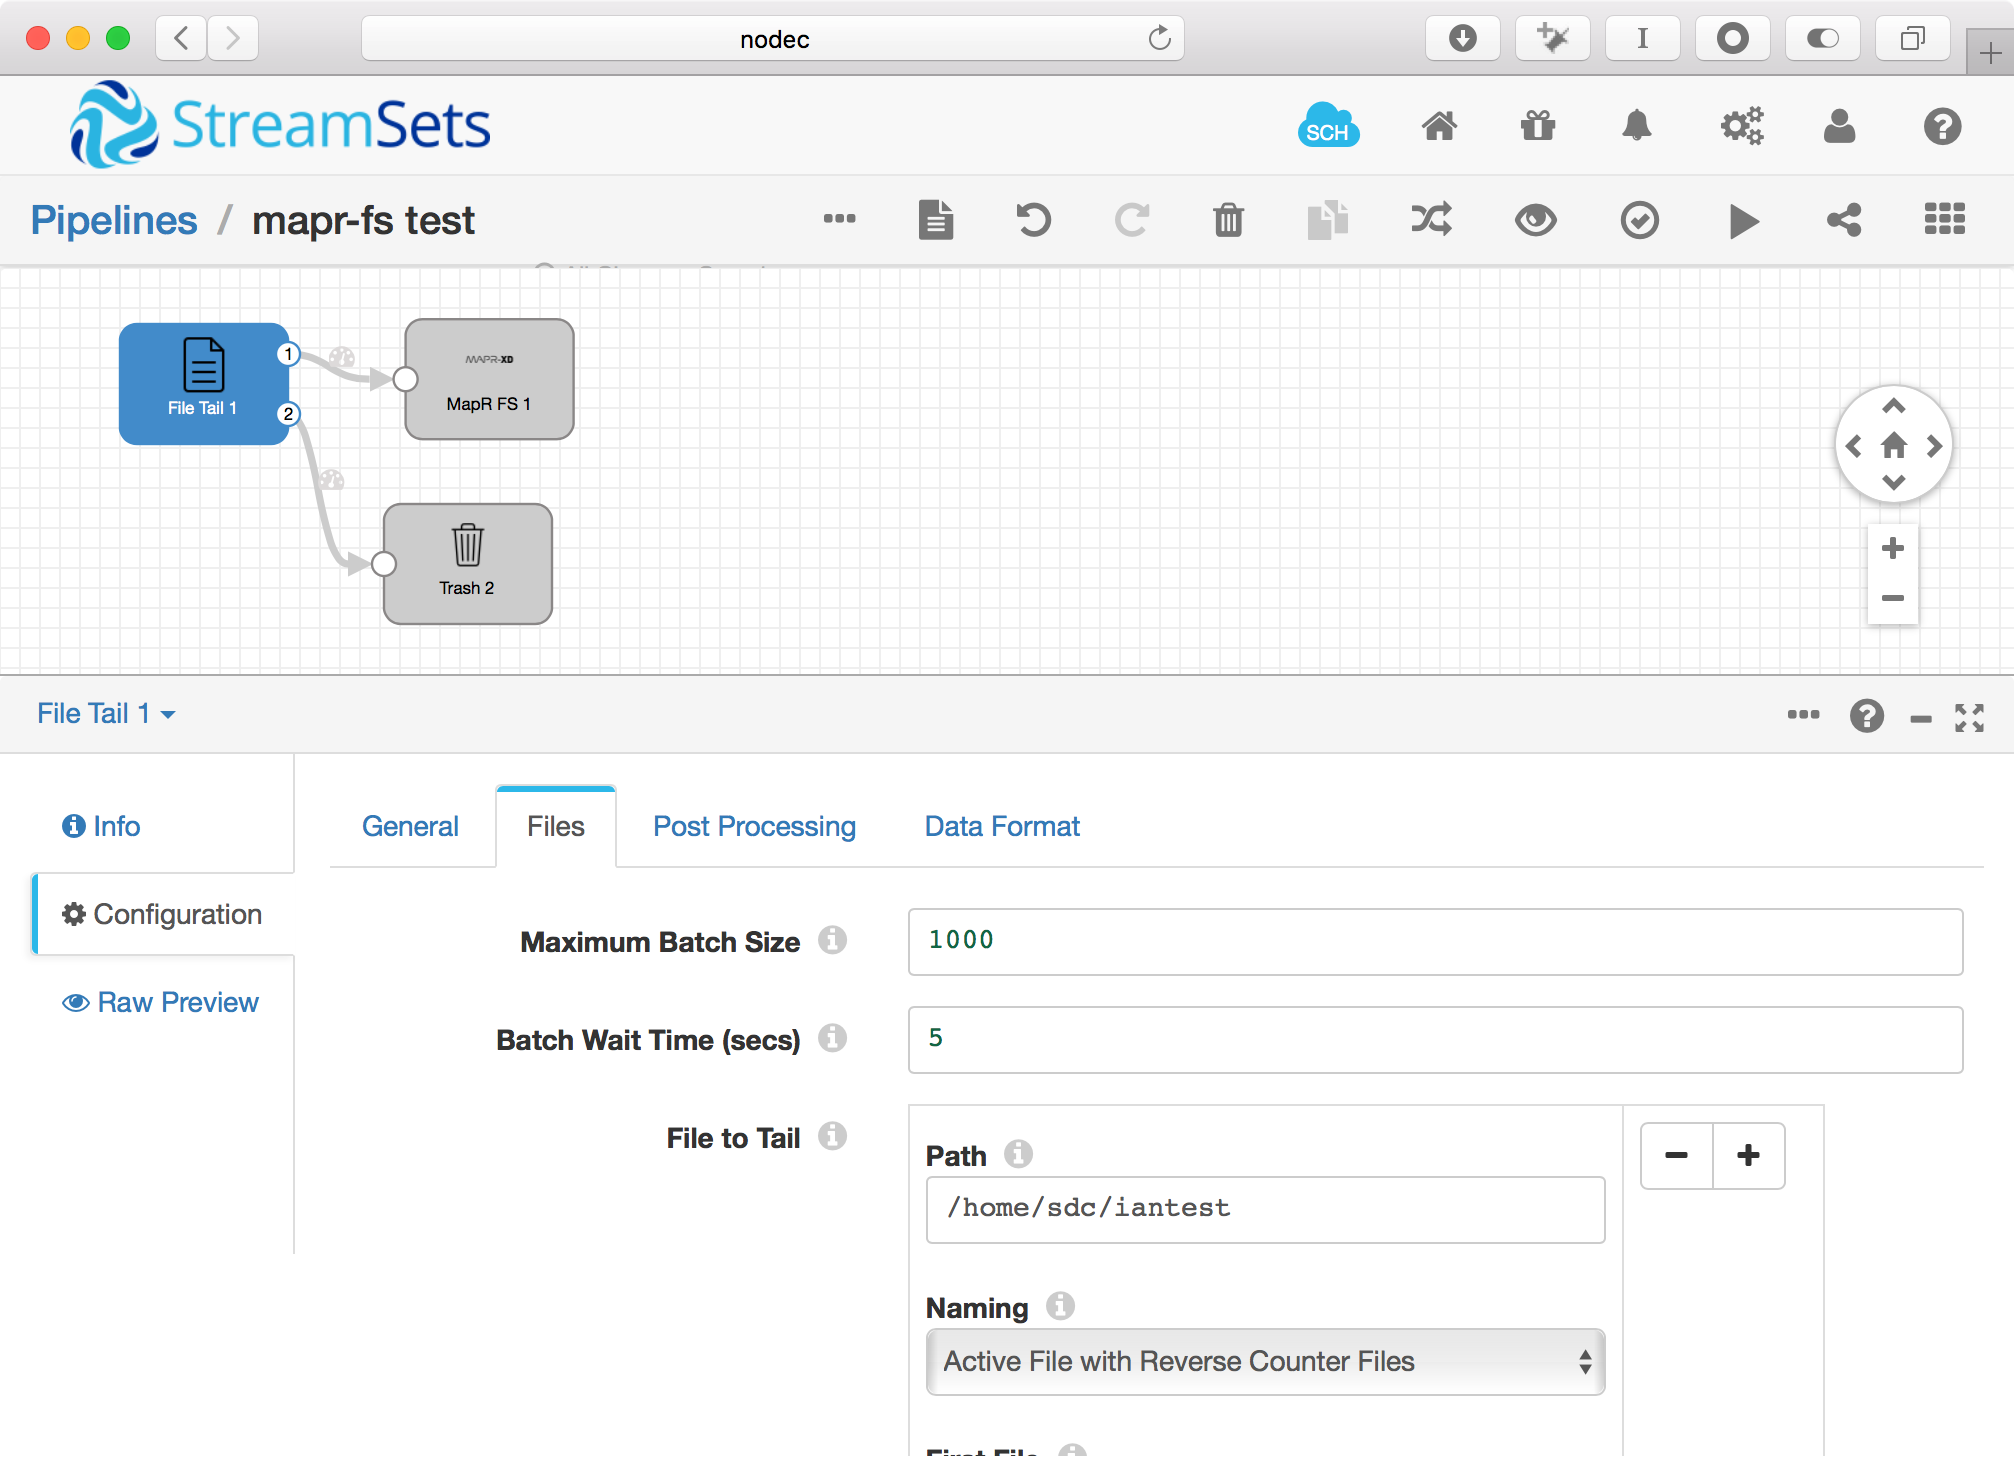 nodec
I
StreamSets
SCH
Pipelines / mapr-fs test
1
2
File Tail 1
MAPR-XD
MapR FS 1
Trash 2
File Tail 1
Info
Configuration
Raw Preview
General
Files
Post Processing
Data Format
Maximum Batch Size
1000
Batch Wait Time (secs)
5
File to Tail
Path
/home/sdc/iantest
Naming
Active File with Reverse Counter Files
First File